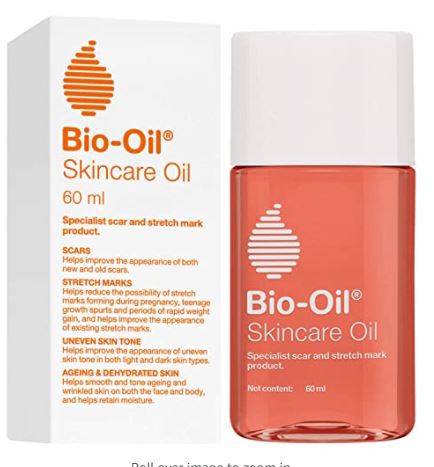 Bio-Oil®
Skincare Oil
60 ml
Specialist scar and stretch mark
product.
SCARS
Helps improve the appearance of both
new and old scars.
STRETCH MARKS
Helps reduce the possibility of stretch
marks forming during pregnancy, teenage
growth spurts and periods of rapid weight
gain, and helps improve the appearance
of existing stretch marks.
UNEVEN SKIN TONE
Helps improve the appearance of uneven
skin tone in both light and dark skin types.
AGEING & DEHYDRATED SKIN
Helps smooth and tone ageing and
wrinkled skin on both the face and body,
and helps retain moisture.
Bio-Oil®
Skincare Oil
Specialist scar and stretch mark
product.
Net content: 60 ml
Roll over image to zoom in